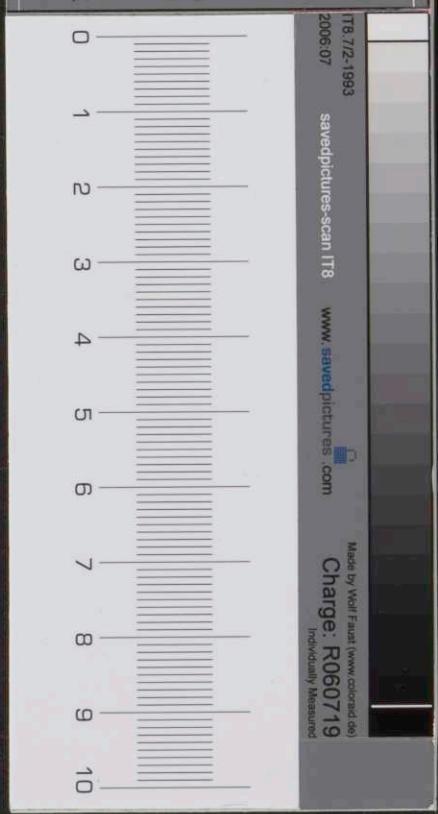 IT8.7/2-1993
2006:07
savedpictures-scan IT8
www.savedpictures.com
Made by Wolf Faust (www.coloraid.de)
Charge: R060719
Individually Measured
0
1
2
3
4
5
6
7
8
9
10